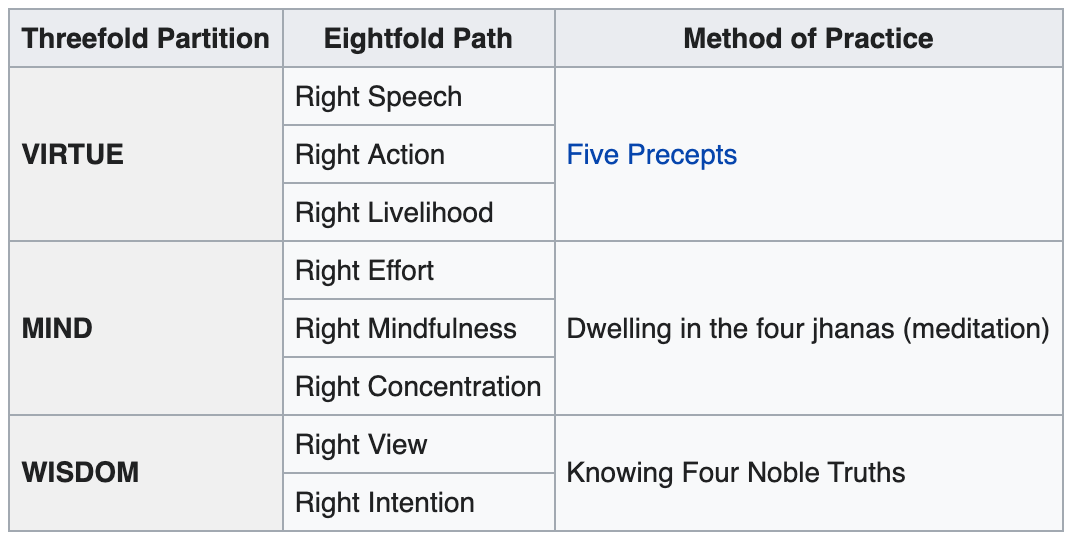 Threefold Partition Eightfold Path Method of Practice
VIRTUE
Right Speech
Right Action
Right Livelihood
Five Precepts
MIND
Right Effort
Right Mindfulness
Right Concentration
Dwelling in the four jhanas (meditation)
WISDOM
Right View
Right Intention
Knowing Four Noble Truths